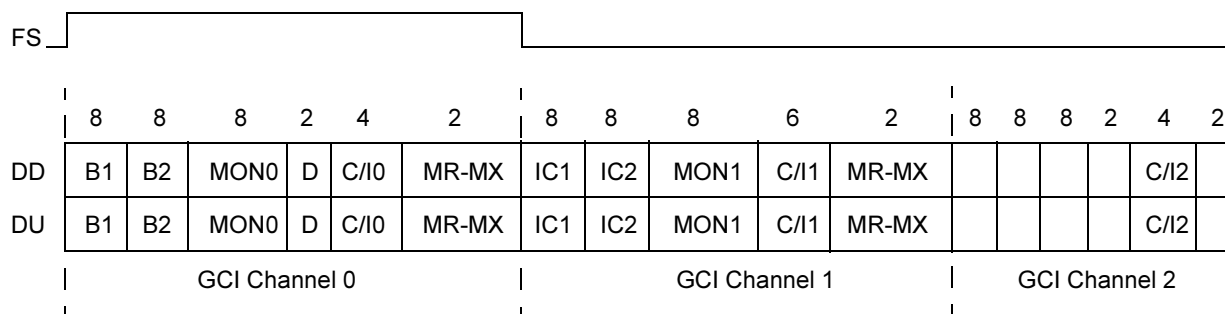 FS
8 8 8 2 4 2 8 8 8 6 2 8 8 8 2 4 2
DD B1 B2 MON0 D C/I0 MR-MX IC1 IC2 MON1 C/I1 MR-MX C/I2
DU B1 B2 MON0 D C/I0 MR-MX IC1 IC2 MON1 C/I1 MR-MX C/I2
GCI Channel 0 GCI Channel 1 GCI Channel 2